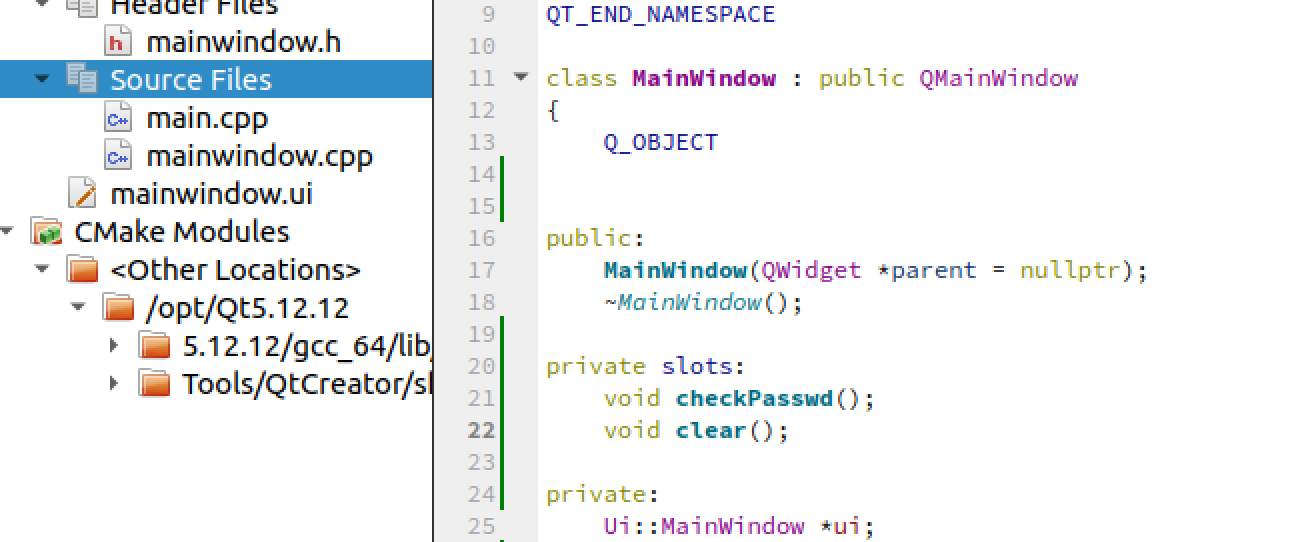 Header Files
mainwindow.h
Source Files
main.cpp
mainwindow.cpp
mainwindow.ui
CMake Modules
<Other Locations>
/opt/Qt5.12.12
5.12.12/gcc_64/lib
Tools/QtCreator/
9 QT_END_NAMESPACE
10
11 class MainWindow : public QMainWindow
12 {
13     Q_OBJECT
14
15
16 public:
17     MainWindow(QWidget *parent = nullptr);
18     ~MainWindow();
19
20 private slots:
21     void checkPasswd();
22     void clear();
23
24 private:
25     Ui::MainWindow *ui;